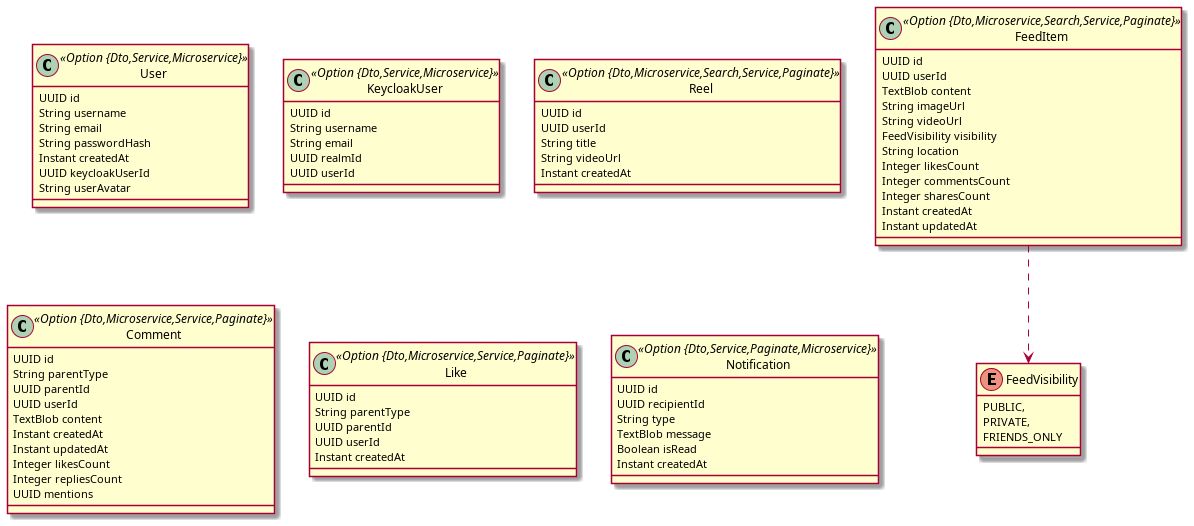 C
«Option {Dto,Service,Microservice}»
User
UUID id
String username
String email
String passwordHash
Instant createdAt
UUID keycloakUserId
String userAvatar
C
«Option {Dto,Service,Microservice}»
KeycloakUser
UUID id
String username
String email
UUID realmId
UUID userId
C
«Option {Dto,Microservice,Search,Service,Paginate}»
Reel
UUID id
UUID userId
String title
String videoUrl
Instant createdAt
C
«Option {Dto,Microservice,Search,Service,Paginate}»
FeedItem
UUID id
UUID userId
TextBlob content
String imageUrl
String videoUrl
FeedVisibility visibility
String location
Integer likesCount
Integer commentsCount
Integer sharesCount
Instant createdAt
Instant updatedAt
C
«Option {Dto,Microservice,Service,Paginate}»
Comment
UUID id
String parentType
UUID parentId
UUID userId
TextBlob content
Instant createdAt
Instant updatedAt
Integer likesCount
Integer repliesCount
UUID mentions
C
«Option {Dto,Microservice,Service,Paginate}»
Like
UUID id
String parentType
UUID parentId
UUID userId
Instant createdAt
C
«Option {Dto,Service,Paginate,Microservice}»
Notification
UUID id
UUID recipientId
String type
TextBlob message
Boolean isRead
Instant createdAt
E FeedVisibility
PUBLIC,
PRIVATE,
FRIENDS_ONLY